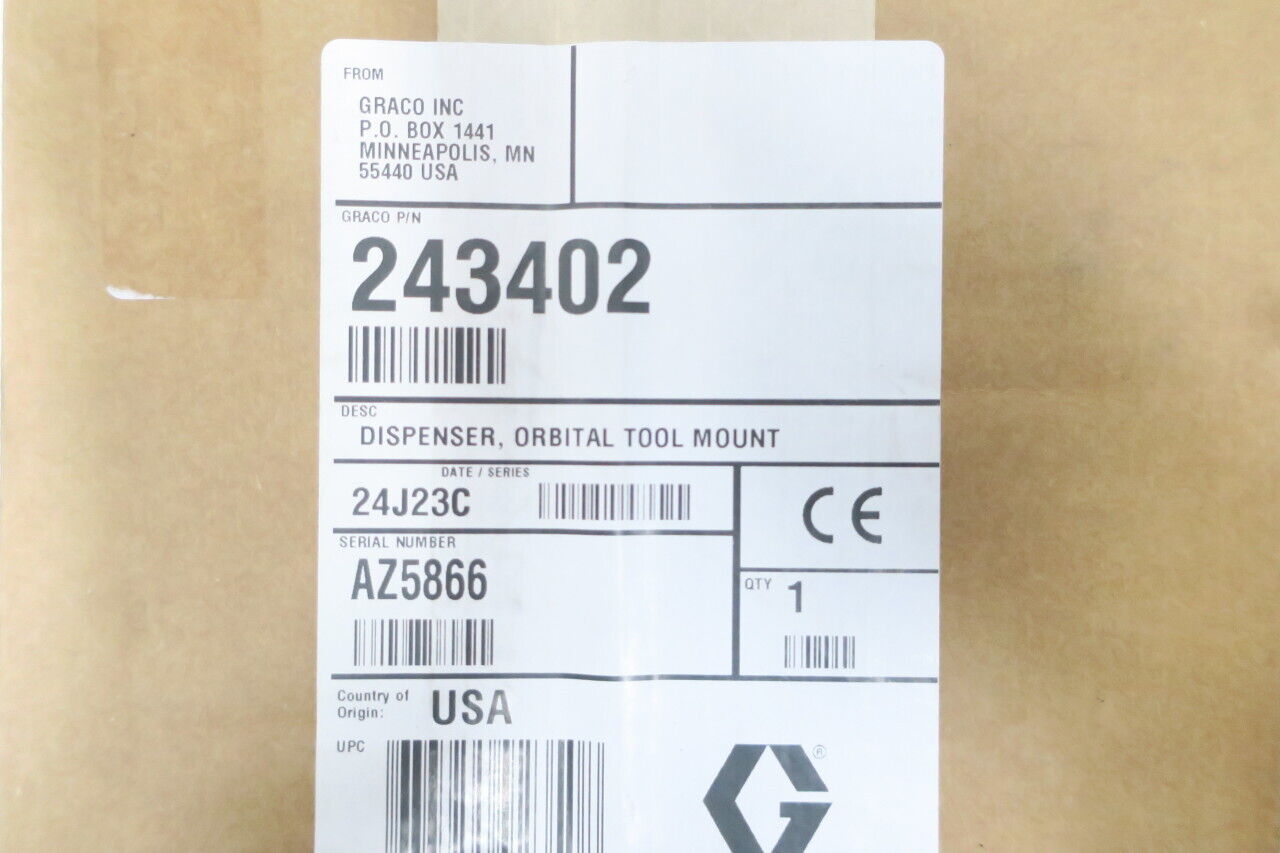 FROM
GRACO INC
P.O. BOX 1441
MINNEAPOLIS, MN
55440 USA
GRACO P/N
243402
DESC
DISPENSER, ORBITAL TOOL MOUNT
DATE / SERIES
24J23C
CE
SERIAL NUMBER
AZ5866
QTY 1
Country of
Origin: USA
UPC
G ®